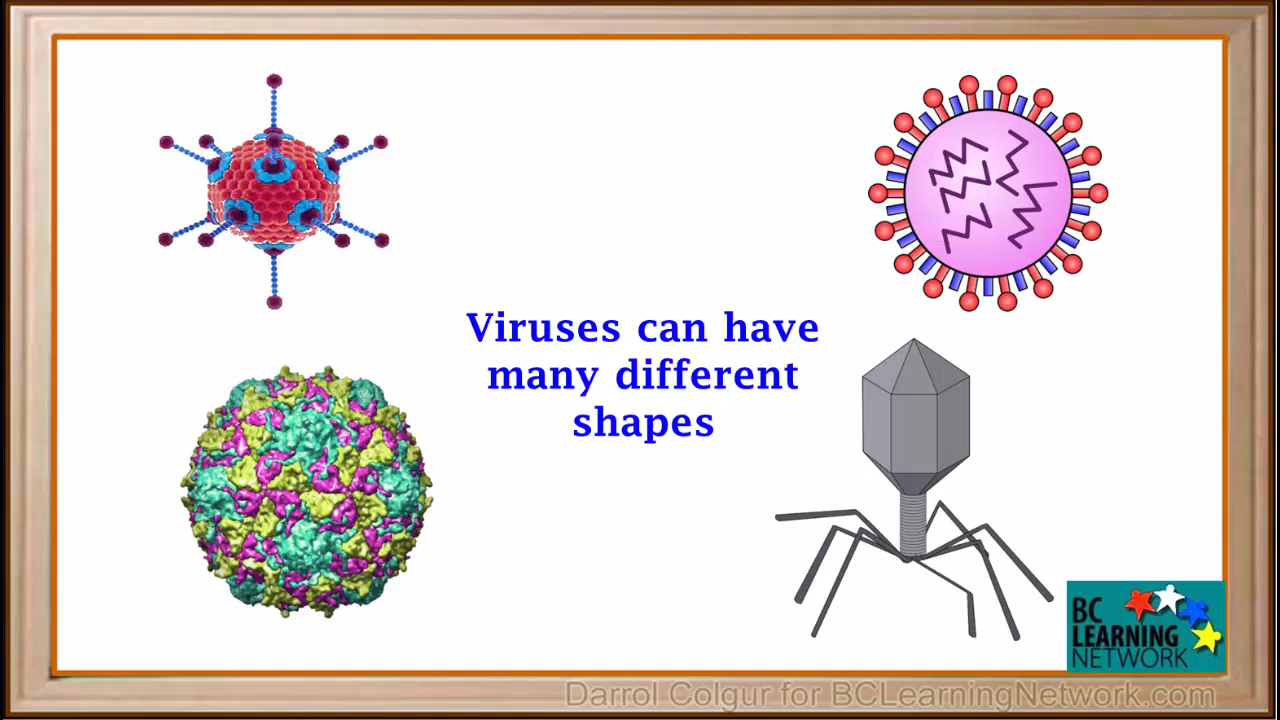 Viruses can have
many different
shapes
BC
LEARNING
NETWORK
Darrol Colgur for BCLearningNetwork.com